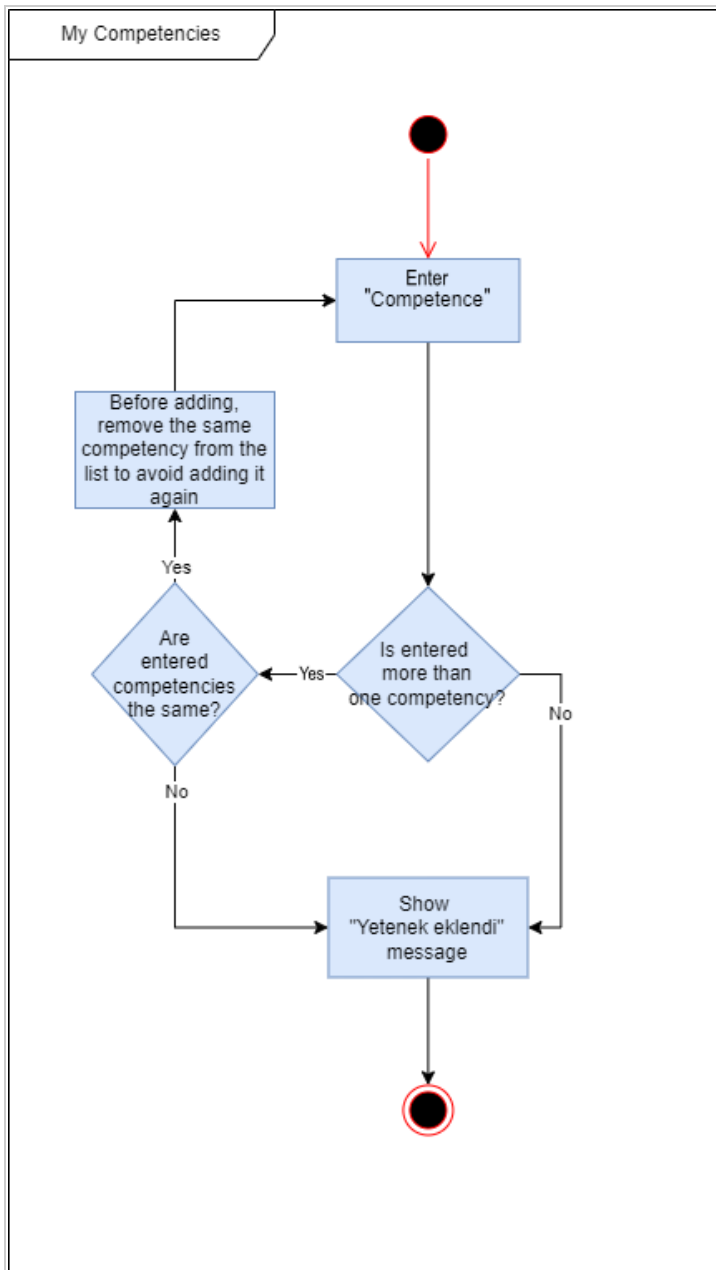 My Competencies
Enter
"Competence"
Before adding,
remove the same
competency from the
list to avoid adding it
again
Yes
Are
entered
competencies
the same?
Yes
Is entered
more than
one competency?
No
No
Show
"Yetenek eklendi"
message